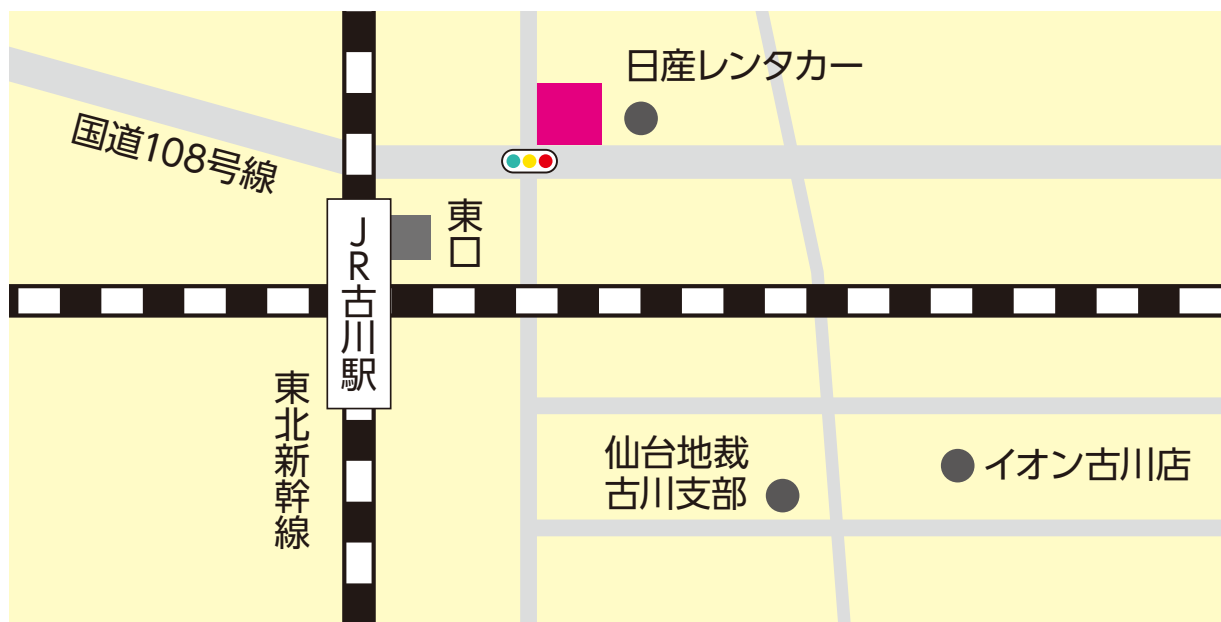 日産レンタカー
国道108号線
東口
JR古川駅
東北新幹線
仙台地裁
古川支部
イオン古川店